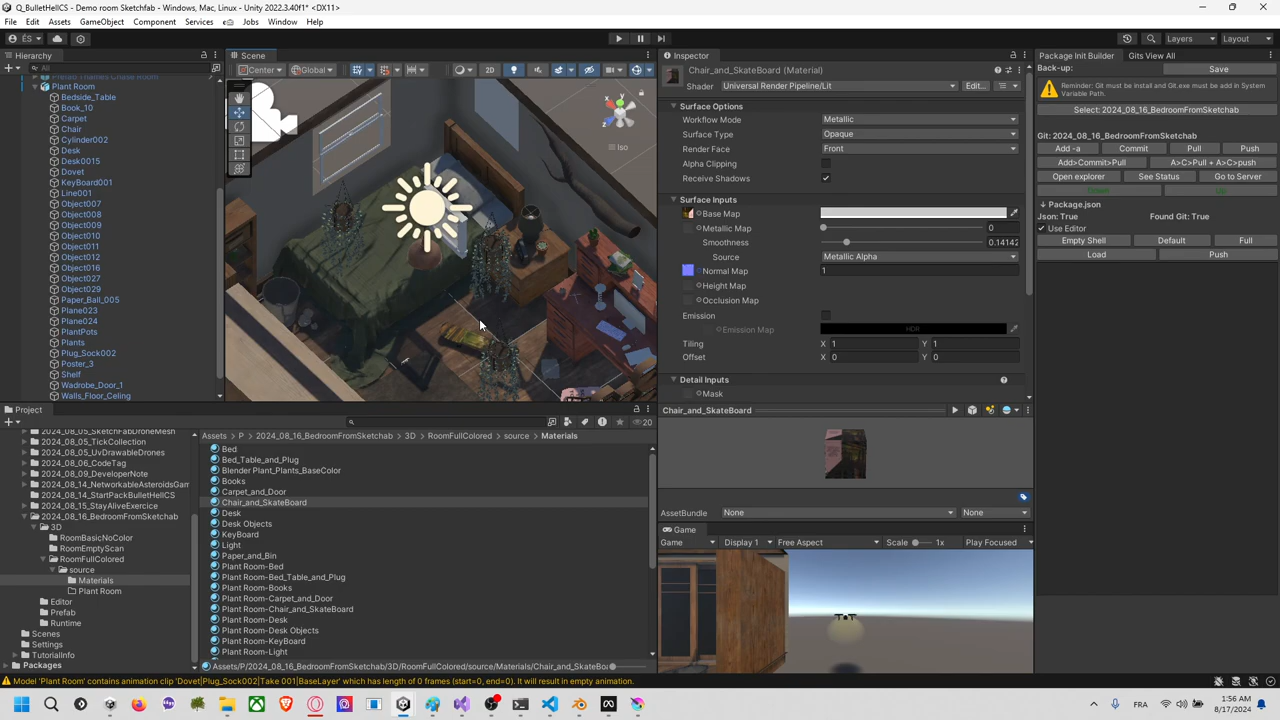 Q_BulletHellCS - Demo room Sketchfab - Windows, Mac, Linux - Unity 2022.3.40f1* <DX11>
File Edit Assets GameObject Component Services Jobs Window Help
ÉS
Layers Layout
Hierarchy
All
Prefab Thames Chase Room
Plant Room
Bedside_Table
Book_10
Carpet
Chair
Cylinder002
Desk
Desk0015
Dovet
KeyBoard001
Line001
Object007
Object008
Object009
Object010
Object011
Object012
Object016
Object027
Object029
Paper_Ball_005
Plane023
Plane024
PlantPots
Plants
Plug_Sock002
Poster_3
Shelf
Wadrobe_Door_1
Walls_Floor_Celing
Scene
Center Global 2D
y
x
z
Iso
Inspector
Chair_and_SkateBoard (Material)
Shader Universal Render Pipeline/Lit Edit...
Surface Options
Workflow Mode Metallic
Surface Type Opaque
Render Face Front
Alpha Clipping
Receive Shadows
Surface Inputs
Base Map
Metallic Map 0
Smoothness 0.14142
Source Metallic Alpha
Normal Map 1
Height Map
Occlusion Map
Emission
Emission Map HDR
Tiling X 1 Y 1
Offset X 0 Y 0
Detail Inputs
Mask
Chair_and_SkateBoard
AssetBundle None None
Game
Game Display 1 Free Aspect Scale 1x Play Focused
Package Init Builder Gits View All
Back-up: Save
Reminder: Git must be install and Git.exe must be add in System
Variable Path.
Select: 2024_08_16_BedroomFromSketchab
Git: 2024_08_16_BedroomFromSketchab
Add -a Commit Pull Push
Add>Commit>Pull A>C>Pull + A>C>push
Open explorer See Status Go to Server
Down Up
Package.json
Json: True Found Git: True
Use Editor
Empty Shell Default Full
Load Push
Project
20
2024_08_05_SketchFabDroneMesh
2024_08_05_TickCollection
2024_08_05_UvDrawableDrones
2024_08_06_CodeTag
2024_08_09_DeveloperNote
2024_08_14_NetworkableAsteroidsGam
2024_08_14_StartPackBulletHellCS
2024_08_15_StayAliveExercice
2024_08_16_BedroomFromSketchab
3D
RoomBasicNoColor
RoomEmptyScan
RoomFullColored
source
Materials
Plant Room
Editor
Prefab
Runtime
Scenes
Settings
TutorialInfo
Packages
Assets > P > 2024_08_16_BedroomFromSketchab > 3D > RoomFullColored > source > Materials
Bed
Bed_Table_and_Plug
Blender Plant_Plants_BaseColor
Books
Carpet_and_Door
Chair_and_SkateBoard
Desk
Desk Objects
KeyBoard
Light
Paper_and_Bin
Plant Room-Bed
Plant Room-Bed_Table_and_Plug
Plant Room-Books
Plant Room-Carpet_and_Door
Plant Room-Chair_and_SkateBoard
Plant Room-Desk
Plant Room-Desk Objects
Plant Room-KeyBoard
Plant Room-Light
Assets/P/2024_08_16_BedroomFromSketchab/3D/RoomFullColored/source/Materials/Chair_and_SkateBoa
Model 'Plant Room' contains animation clip 'Dovet|Plug_Sock002|Take 001|BaseLayer' which has length of 0 frames (start=0, end=0). It will result in empty animation.
FRA
1:56 AM
8/17/2024